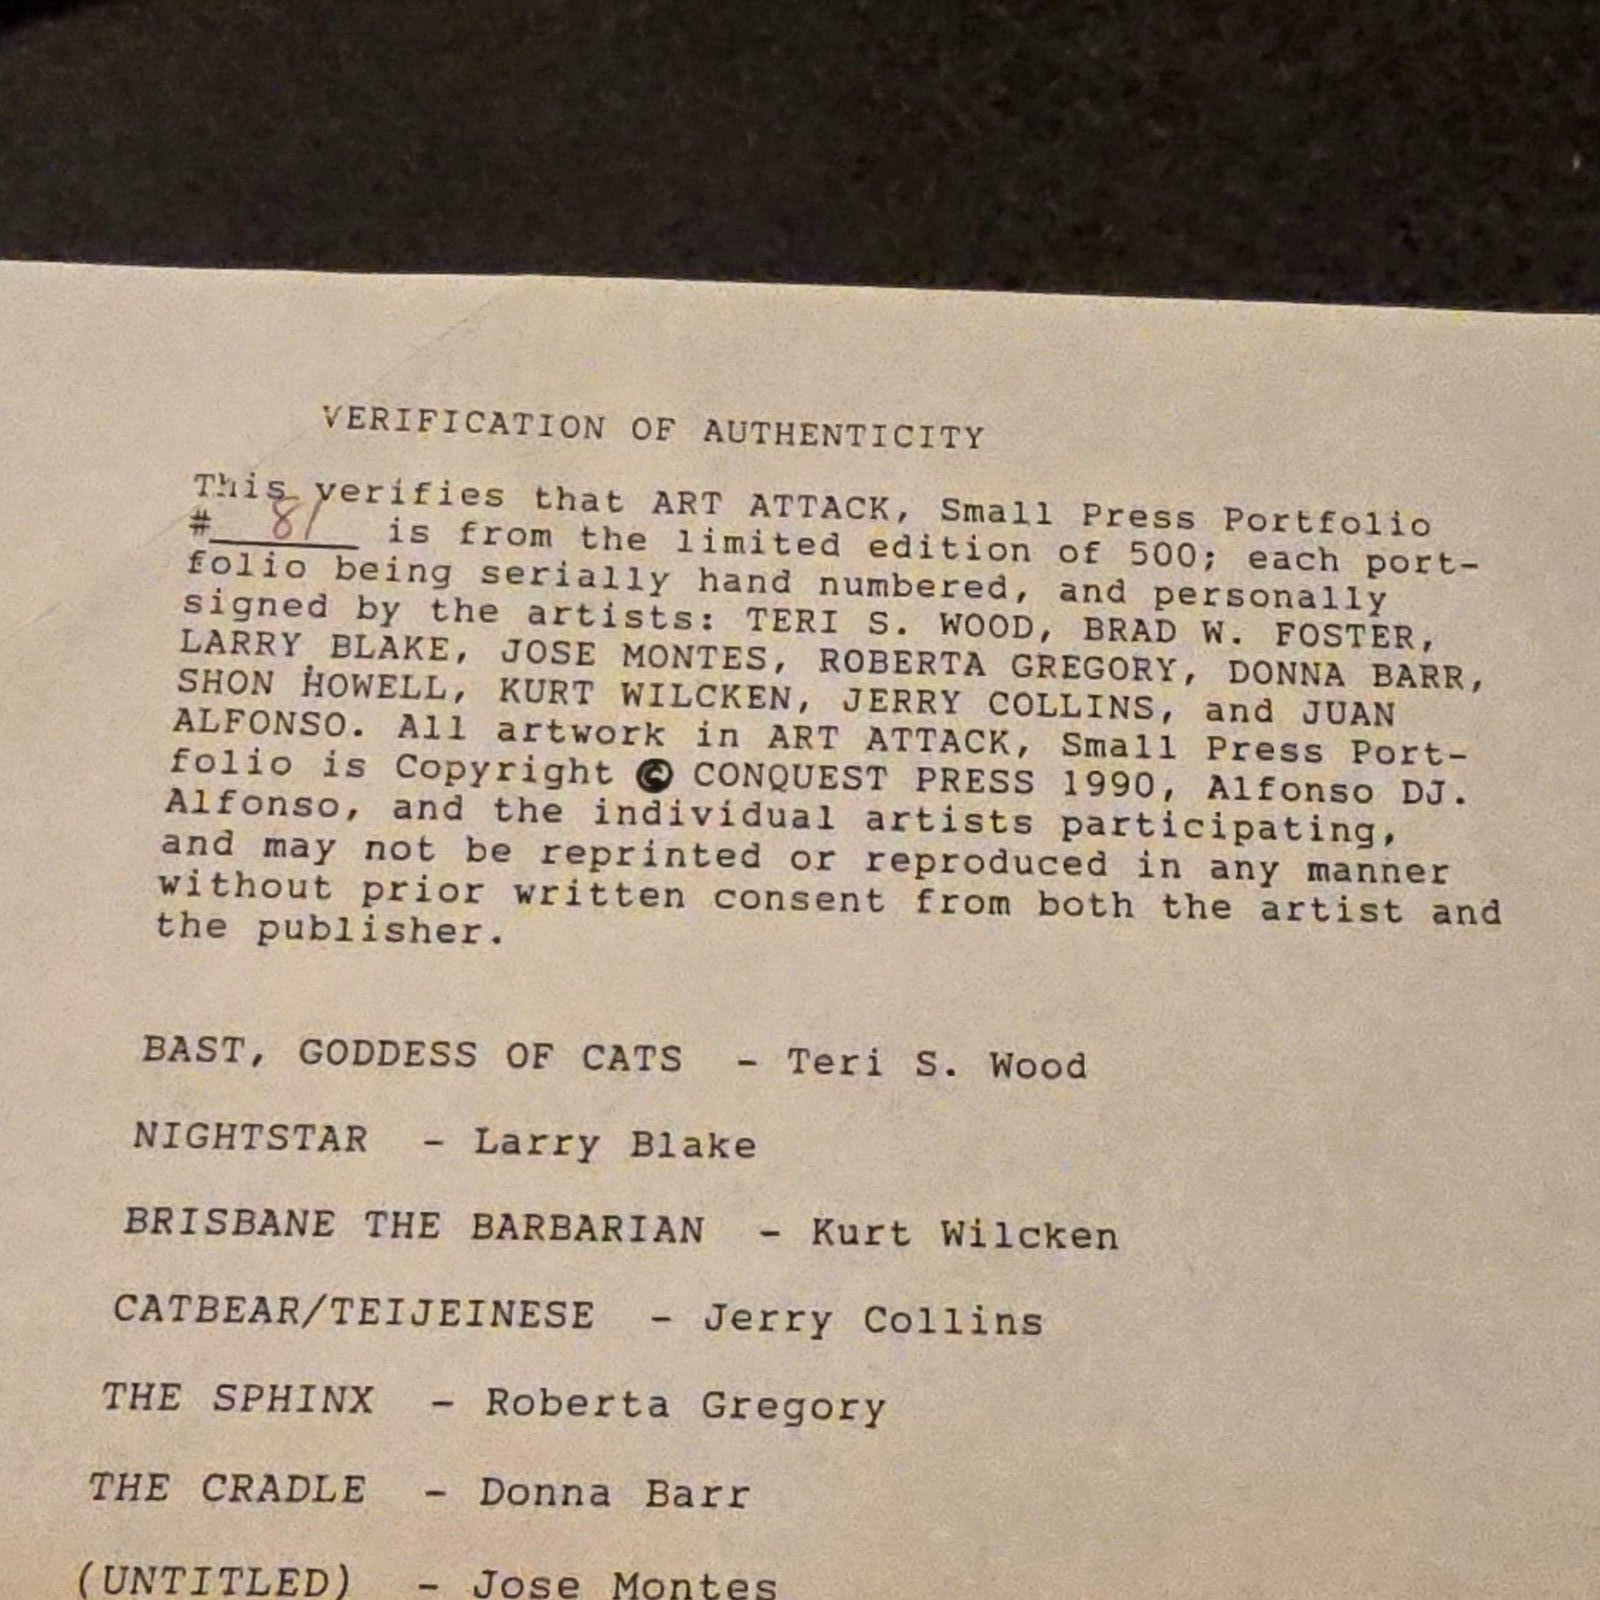 VERIFICATION OF AUTHENTICITY
This verifies that ART ATTACK, Small Press Portfolio
# 81 is from the limited edition of 500; each port-
folio being serially hand numbered, and personally
signed by the artists: TERI S. WOOD, BRAD W. FOSTER,
LARRY BLAKE, JOSE MONTES, ROBERTA GREGORY, DONNA BARR,
SHON HOWELL, KURT WILCKEN, JERRY COLLINS, and JUAN
ALFONSO. All artwork in ART ATTACK, Small Press Port-
folio is Copyright © CONQUEST PRESS 1990, Alfonso DJ.
Alfonso, and the individual artists participating,
and may not be reprinted or reproduced in any manner
without prior written consent from both the artist and
the publisher.
BAST, GODDESS OF CATS - Teri S. Wood
NIGHTSTAR - Larry Blake
BRISBANE THE BARBARIAN - Kurt Wilcken
CATBEAR/TEIJEINESE - Jerry Collins
THE SPHINX - Roberta Gregory
THE CRADLE - Donna Barr
(UNTITLED) - Jose Montes